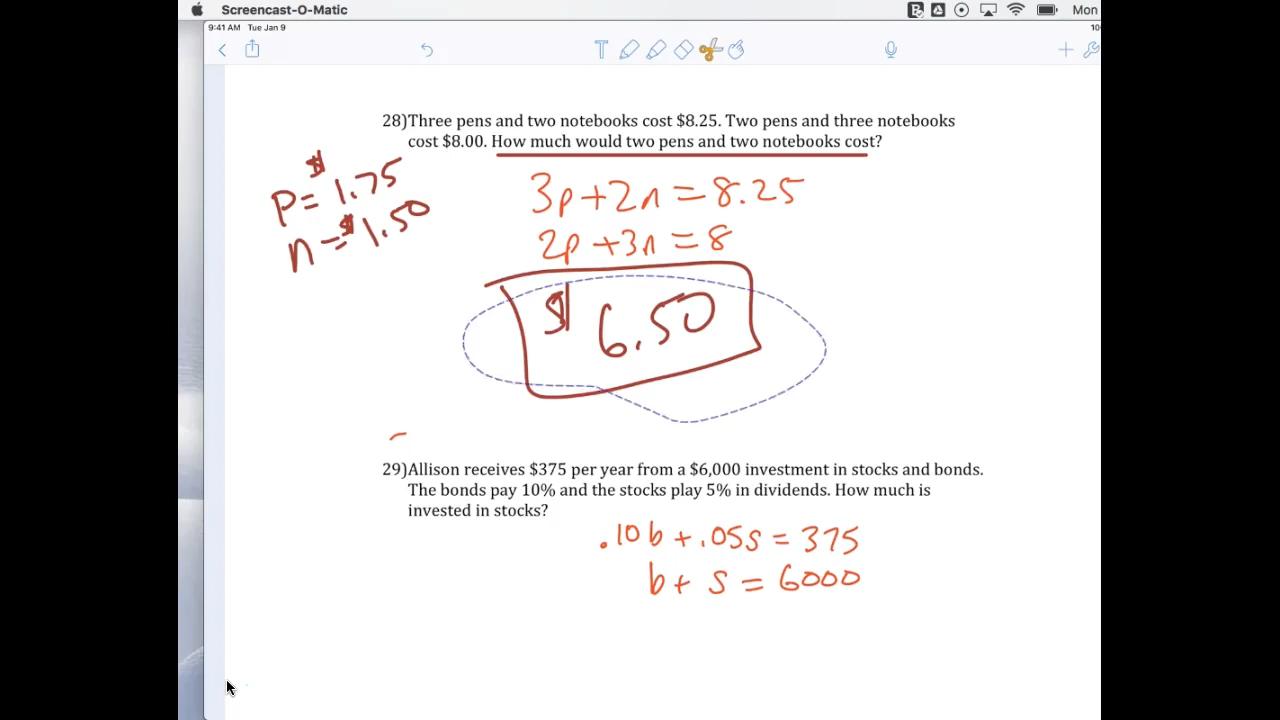 Screencast-O-Matic
Mon
9:41 AM Tue Jan 9
10
28)Three pens and two notebooks cost $8.25. Two pens and three notebooks
cost $8.00. How much would two pens and two notebooks cost?
p= $1.75
n=$1.50
3p+2n=8.25
2p+3n=8
$6.50
29)Allison receives $375 per year from a $6,000 investment in stocks and bonds.
The bonds pay 10% and the stocks play 5% in dividends. How much is
invested in stocks?
.10b+.05s=375
b+s=6000